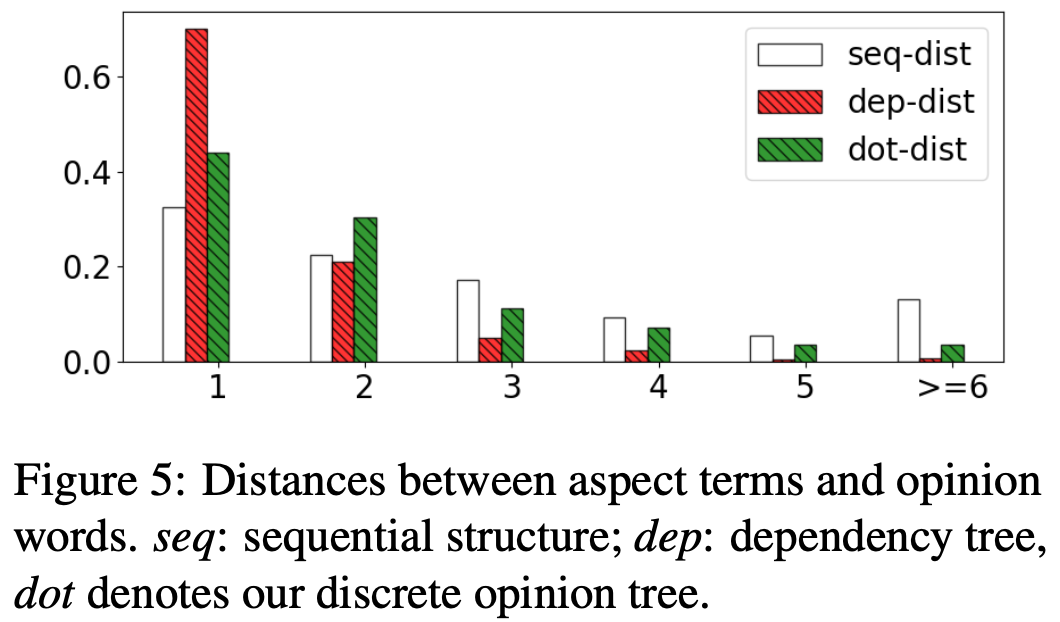 0.6
0.4
0.2
0.0
seq-dist
dep-dist
dot-dist
1 2 3 4 5 >=6
Figure 5: Distances between aspect terms and opinion
words. seq: sequential structure; dep: dependency tree,
dot denotes our discrete opinion tree.